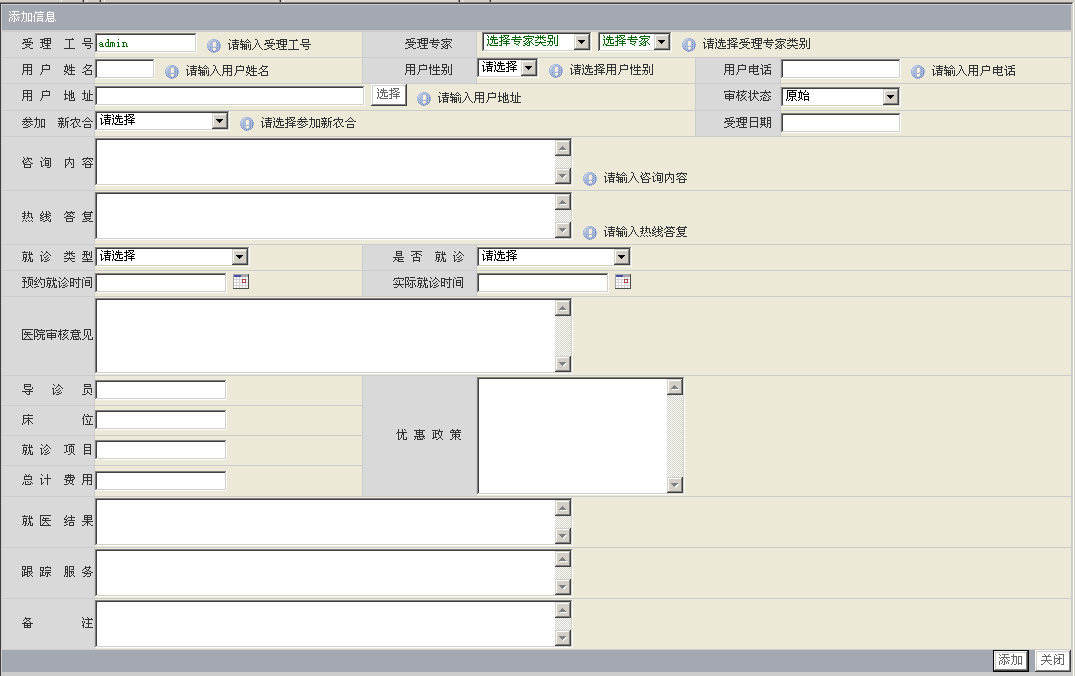 添加信息
受理 工号 admin 请输入受理工号 受理专家 选择专家类别 选择专家 请选择受理专家类别
用户 姓名 请输入用户姓名 用户性别 请选择 请选择用户性别 用户电话 请输入用户电话
用户 地址 选择 请输入用户地址 审核状态 原始
参加 新农合 请选择 请选择参加新农合 受理日期
咨询 内容 请输入咨询内容
热线 答复 请输入热线答复
就诊 类型 请选择 是否 就诊 请选择
预约就诊时间 实际就诊时间
医院审核意见
导 诊 员
床 位
优惠政策
就诊 项目
总计 费用
就医 结果
跟踪 服务
备 注
添加 关闭